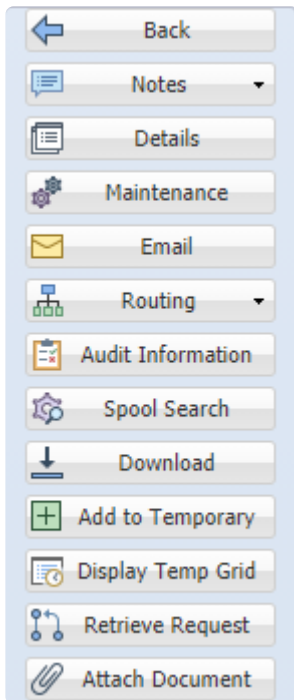 Back
Notes
Details
Maintenance
Email
Routing
Audit Information
Spool Search
Download
Add to Temporary
Display Temp Grid
Retrieve Request
Attach Document